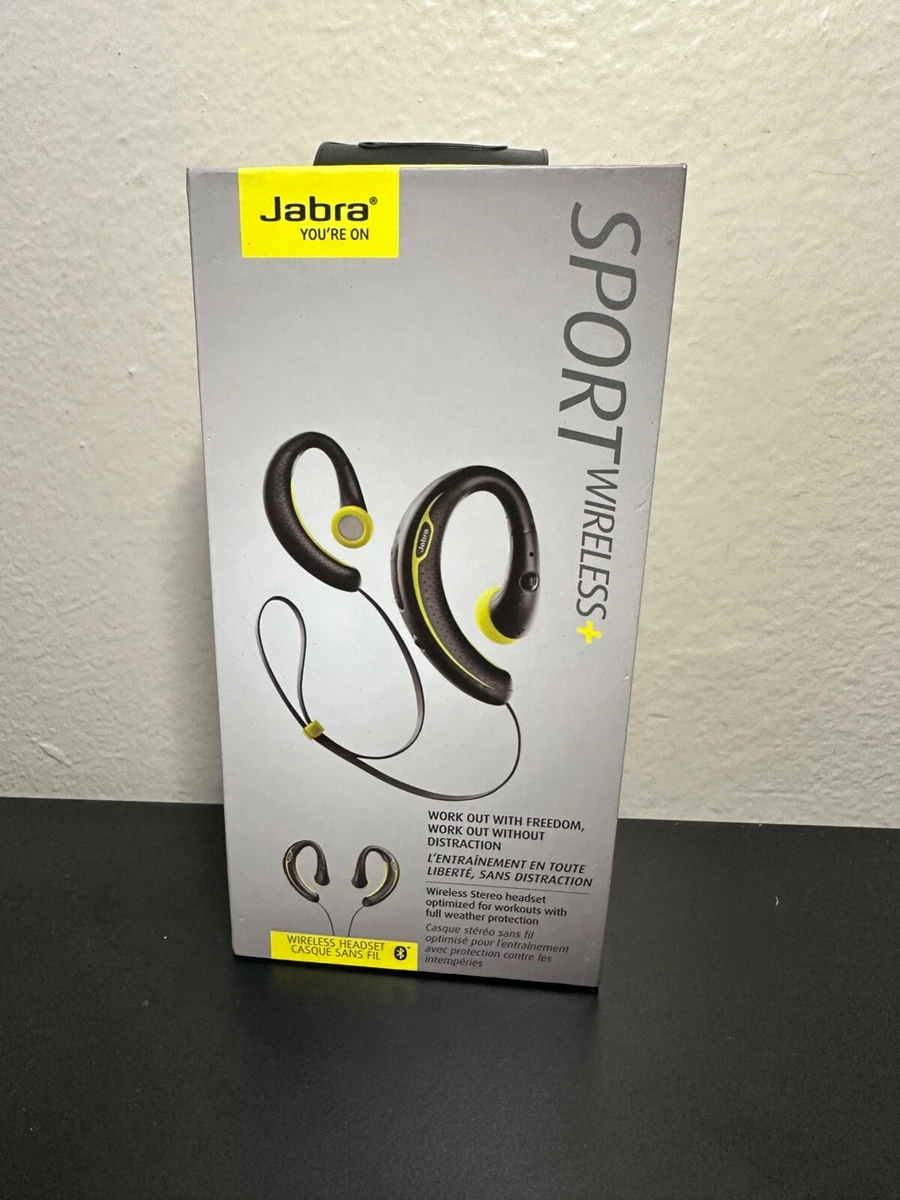 Jabra®
YOU'RE ON
SPORT WIRELESS+
Jabra
WORK OUT WITH FREEDOM,
WORK OUT WITHOUT
DISTRACTION
L'ENTRAÎNEMENT EN TOUTE
LIBERTÉ, SANS DISTRACTION
Wireless Stereo headset
optimized for workouts with
full weather protection
Casque stéréo sans fil
optimisé pour l'entraînement
avec protection contre les
intempéries
WIRELESS HEADSET
CASQUE SANS FIL